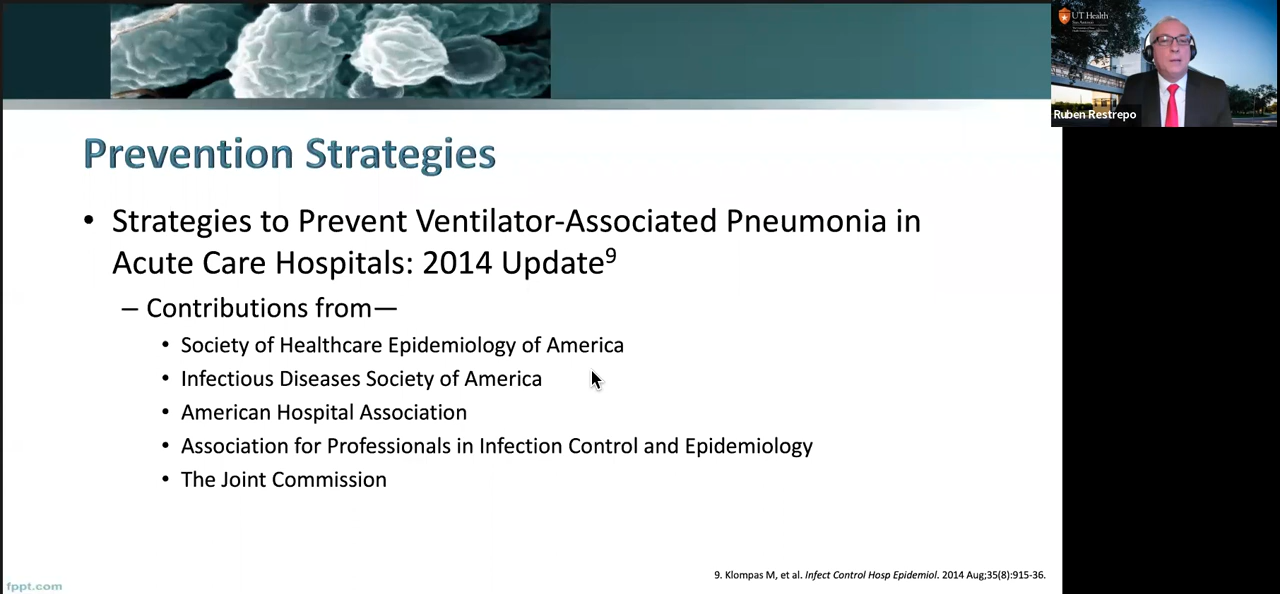 UT Health
Ruben Restrepo
Prevention Strategies
• Strategies to Prevent Ventilator-Associated Pneumonia in
Acute Care Hospitals: 2014 Update9
– Contributions from—
• Society of Healthcare Epidemiology of America
• Infectious Diseases Society of America
• American Hospital Association
• Association for Professionals in Infection Control and Epidemiology
• The Joint Commission
9. Klompas M, et al. Infect Control Hosp Epidemiol. 2014 Aug;35(8):915-36.
fppt.com